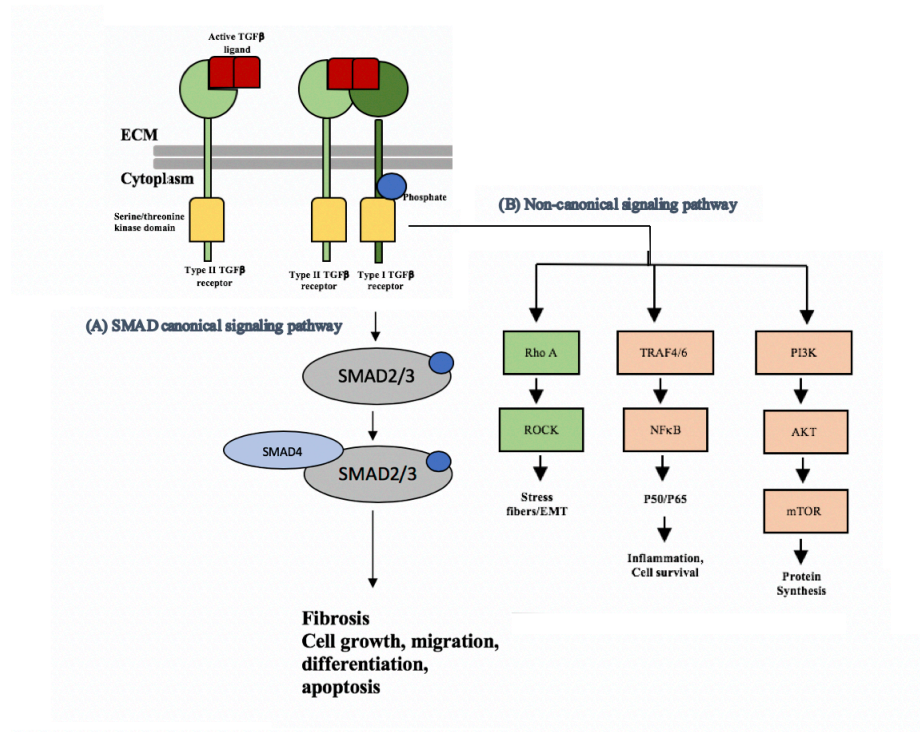 Active TGFβ
ligand
ECM
Cytoplasm
Phosphate
Serine/threonine
kinase domain
Type II TGFβ
receptor
Type II TGFβ
receptor
Type I TGFβ
receptor
(A) SMAD canonical signaling pathway
SMAD2/3
SMAD4
SMAD2/3
Fibrosis
Cell growth, migration,
differentiation,
apoptosis
(B) Non-canonical signaling pathway
Rho A
ROCK
Stress
fibers/EMT
TRAF4/6
NFκB
P50/P65
Inflammation,
Cell survival
PI3K
AKT
mTOR
Protein
Synthesis